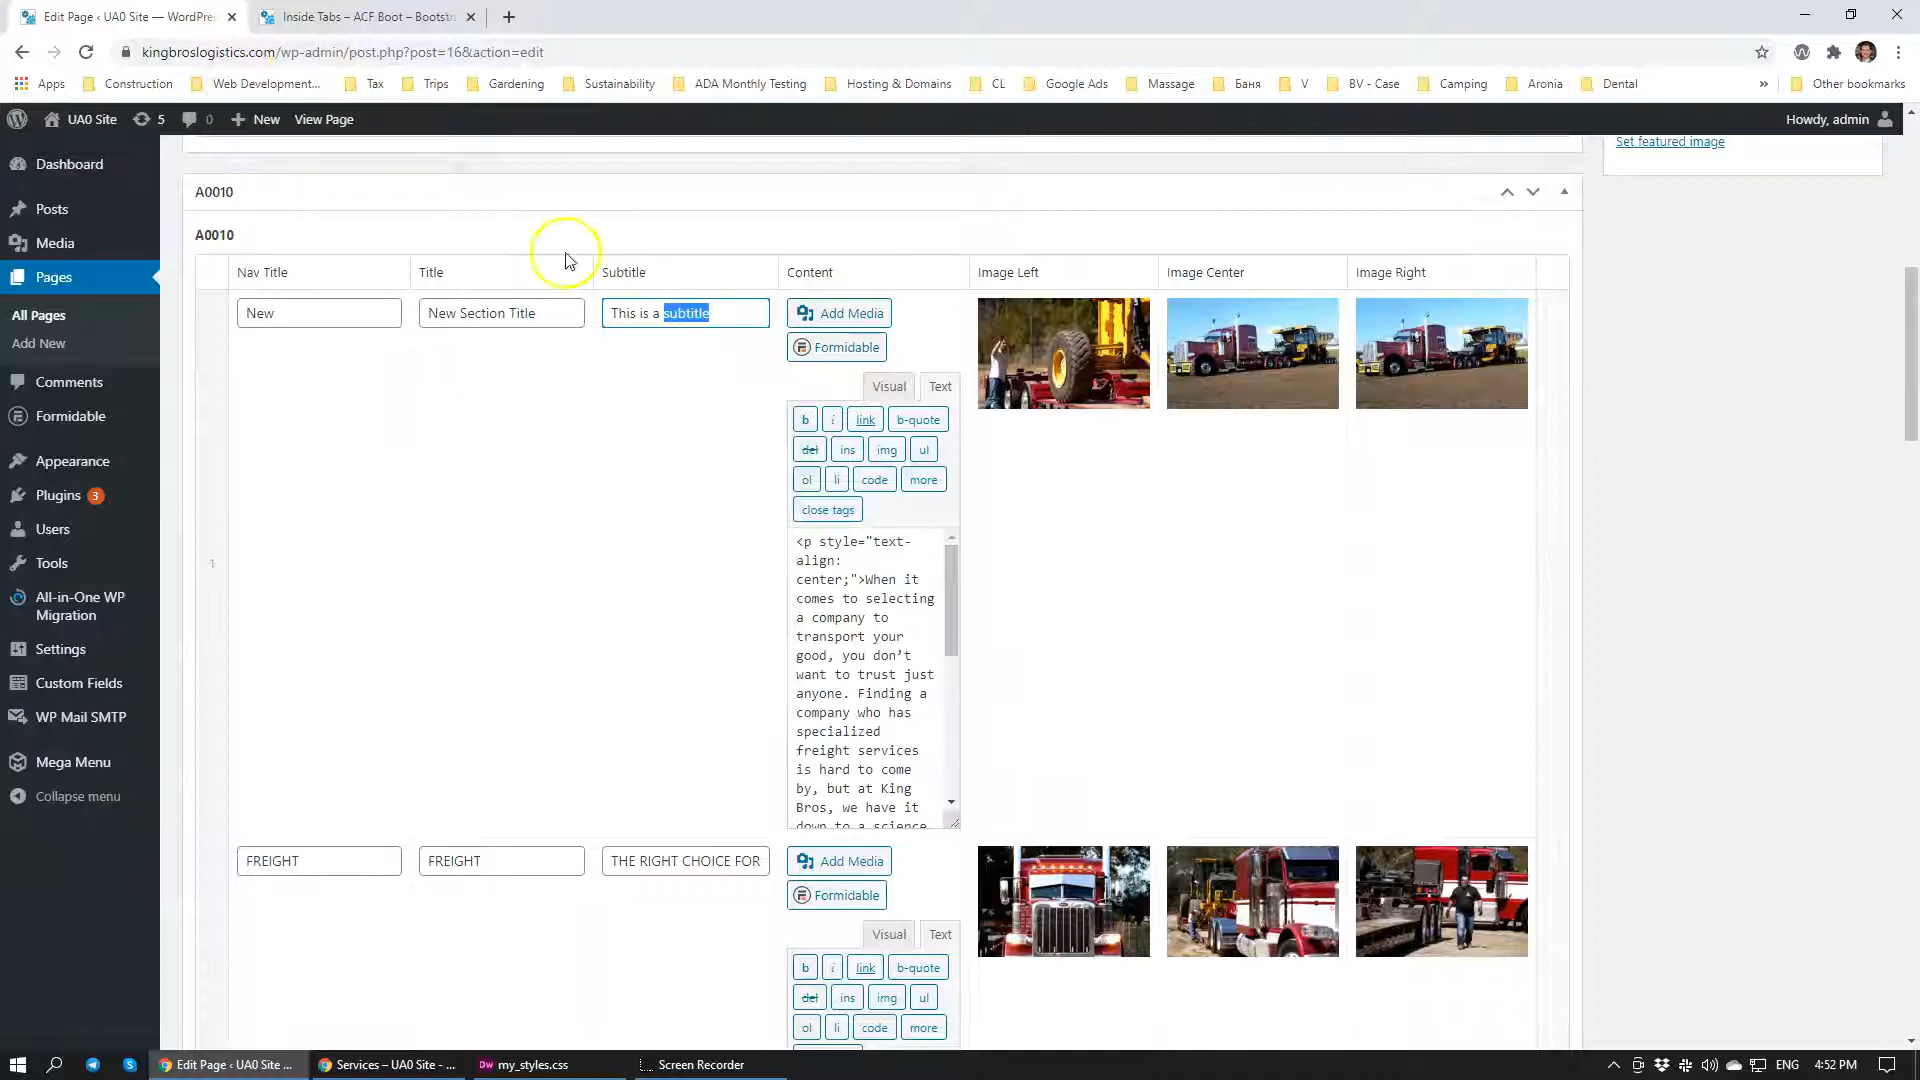 Edit Page ‹ UA0 Site — WordPre
Inside Tabs – ACF Boot – Bootstr
kingbroslogistics.com/wp-admin/post.php?post=16&action=edit
Apps
Construction
Web Development...
Tax
Trips
Gardening
Sustainability
ADA Monthly Testing
Hosting & Domains
CL
Google Ads
Massage
Баня
V
BV - Case
Camping
Aronia
Dental
»
Other bookmarks
UA0 Site
5
0
New
View Page
Howdy, admin
Dashboard
Posts
Media
Pages
All Pages
Add New
Comments
Formidable
Appearance
Plugins 3
Users
Tools
All-in-One WP
Migration
Settings
Custom Fields
WP Mail SMTP
Mega Menu
Collapse menu
Set featured image
A0010
A0010
Nav Title
Title
Subtitle
Content
Image Left
Image Center
Image Right
1
New
New Section Title
This is a subtitle
Add Media
Formidable
Visual
Text
b
i
link
b-quote
del
ins
img
ul
ol
li
code
more
close tags
<p style="text-
align:
center;">When it
comes to selecting
a company to
transport your
good, you don’t
want to trust just
anyone. Finding a
company who has
specialized
freight services
is hard to come
by, but at King
Bros, we have it
down to a science
FREIGHT
FREIGHT
THE RIGHT CHOICE FOR
Add Media
Formidable
Visual
Text
b
i
link
b-quote
del
ins
img
ul
ol
li
code
more
Edit Page ‹ UA0 Site ...
Services – UA0 Site - ...
Dw
my_styles.css
Screen Recorder
ENG
4:52 PM